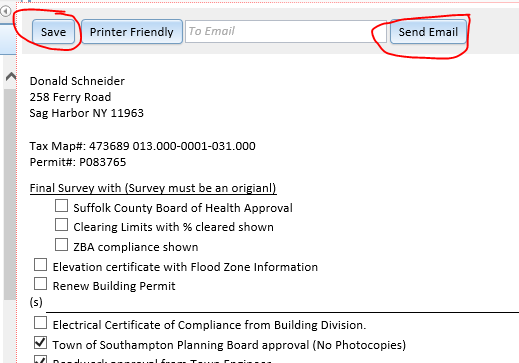 Save Printer Friendly To Email Send Email
Donald Schneider
258 Ferry Road
Sag Harbor NY 11963
Tax Map#: 473689 013.000-0001-031.000
Permit#: P083765
Final Survey with (Survey must be an origianl)
Suffolk County Board of Health Approval
Clearing Limits with % cleared shown
ZBA compliance shown
Elevation certificate with Flood Zone Information
Renew Building Permit
(s)
Electrical Certificate of Compliance from Building Division.
Town of Southampton Planning Board approval (No Photocopies)
Roadwork approval from Town Engineer